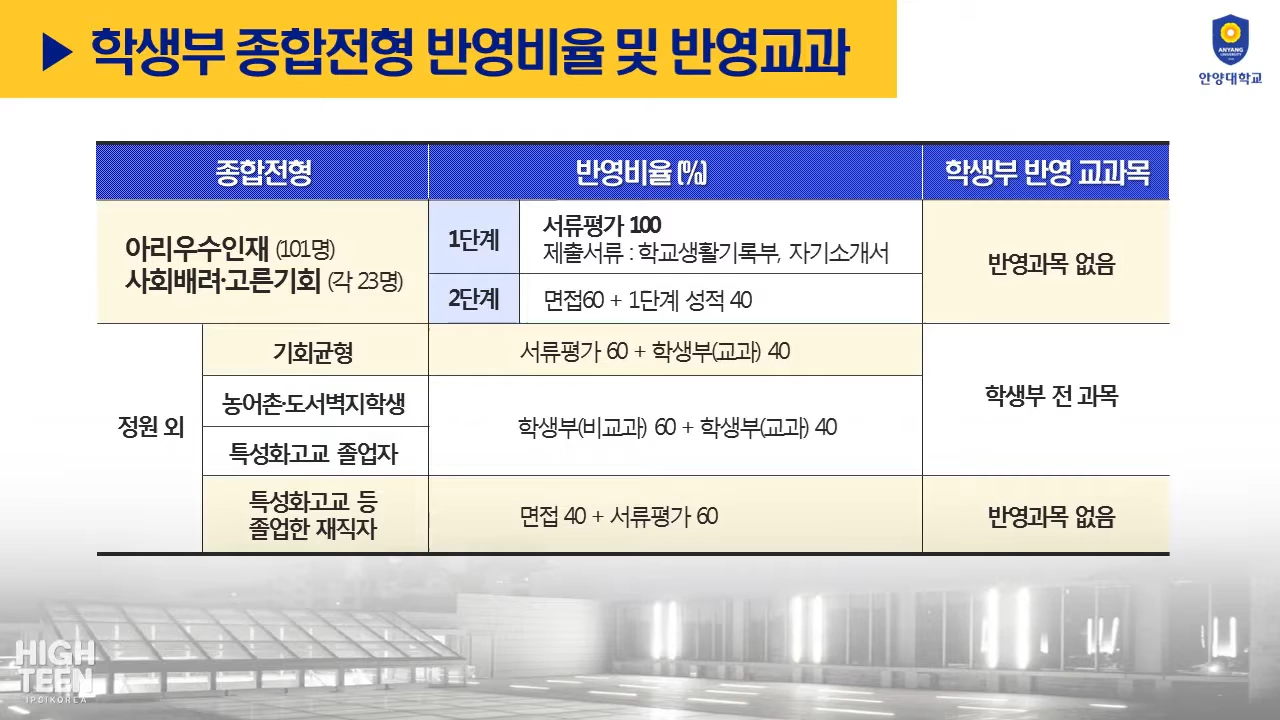 ▶ 학생부 종합전형 반영비율 및 반영교과
ANYANG
UNIVERSITY
안양대학교
종합전형
반영비율 (%)
학생부 반영 교과목
아리우수인재 (101명)
사회배려·고른기회 (각 23명)
1단계
서류평가 100
제출서류 : 학교생활기록부, 자기소개서
2단계
면접60 + 1단계 성적 40
반영과목 없음
정원 외
기회균형
서류평가 60 + 학생부(교과) 40
농어촌·도서벽지학생
특성화고교 졸업자
학생부(비교과) 60 + 학생부(교과) 40
학생부 전 과목
특성화고교 등
졸업한 재직자
면접 40 + 서류평가 60
반영과목 없음
HIGH
TEEN
IPDIKOREA